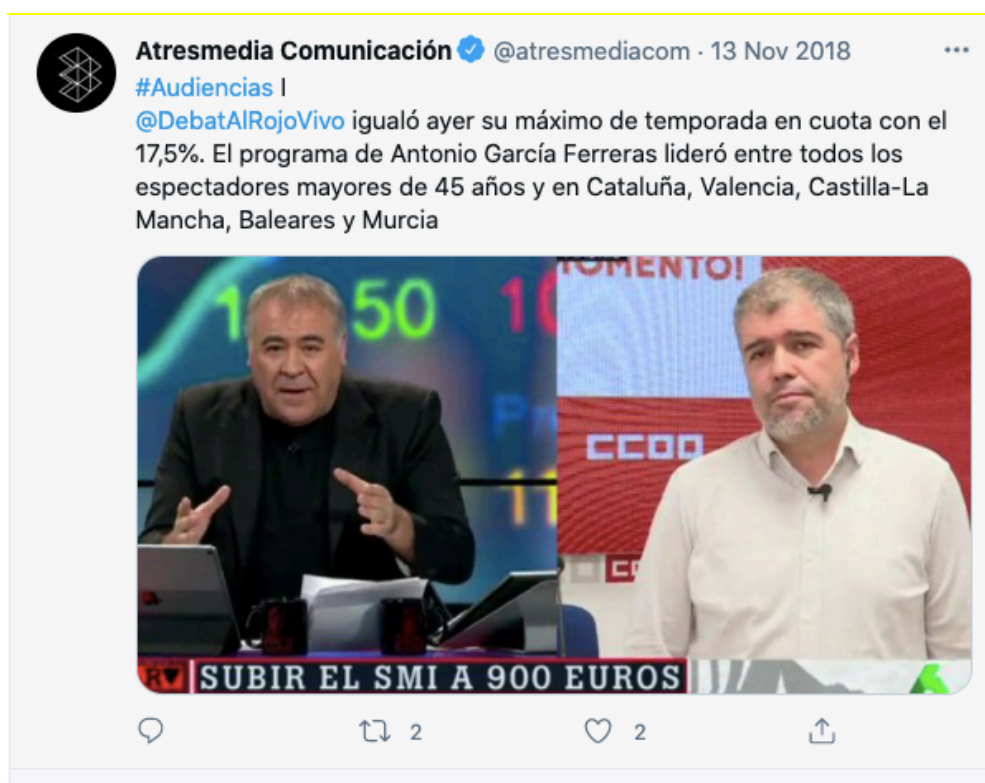 Atresmedia Comunicación @atresmediacom · 13 Nov 2018
#Audiencias |
@DebatAlRojoVivo igualó ayer su máximo de temporada en cuota con el
17,5%. El programa de Antonio García Ferreras lideró entre todos los
espectadores mayores de 45 años y en Cataluña, Valencia, Castilla-La
Mancha, Baleares y Murcia
50
MOMENTO!
CCOO
SUBIR EL SMI A 900 EUROS
2
2